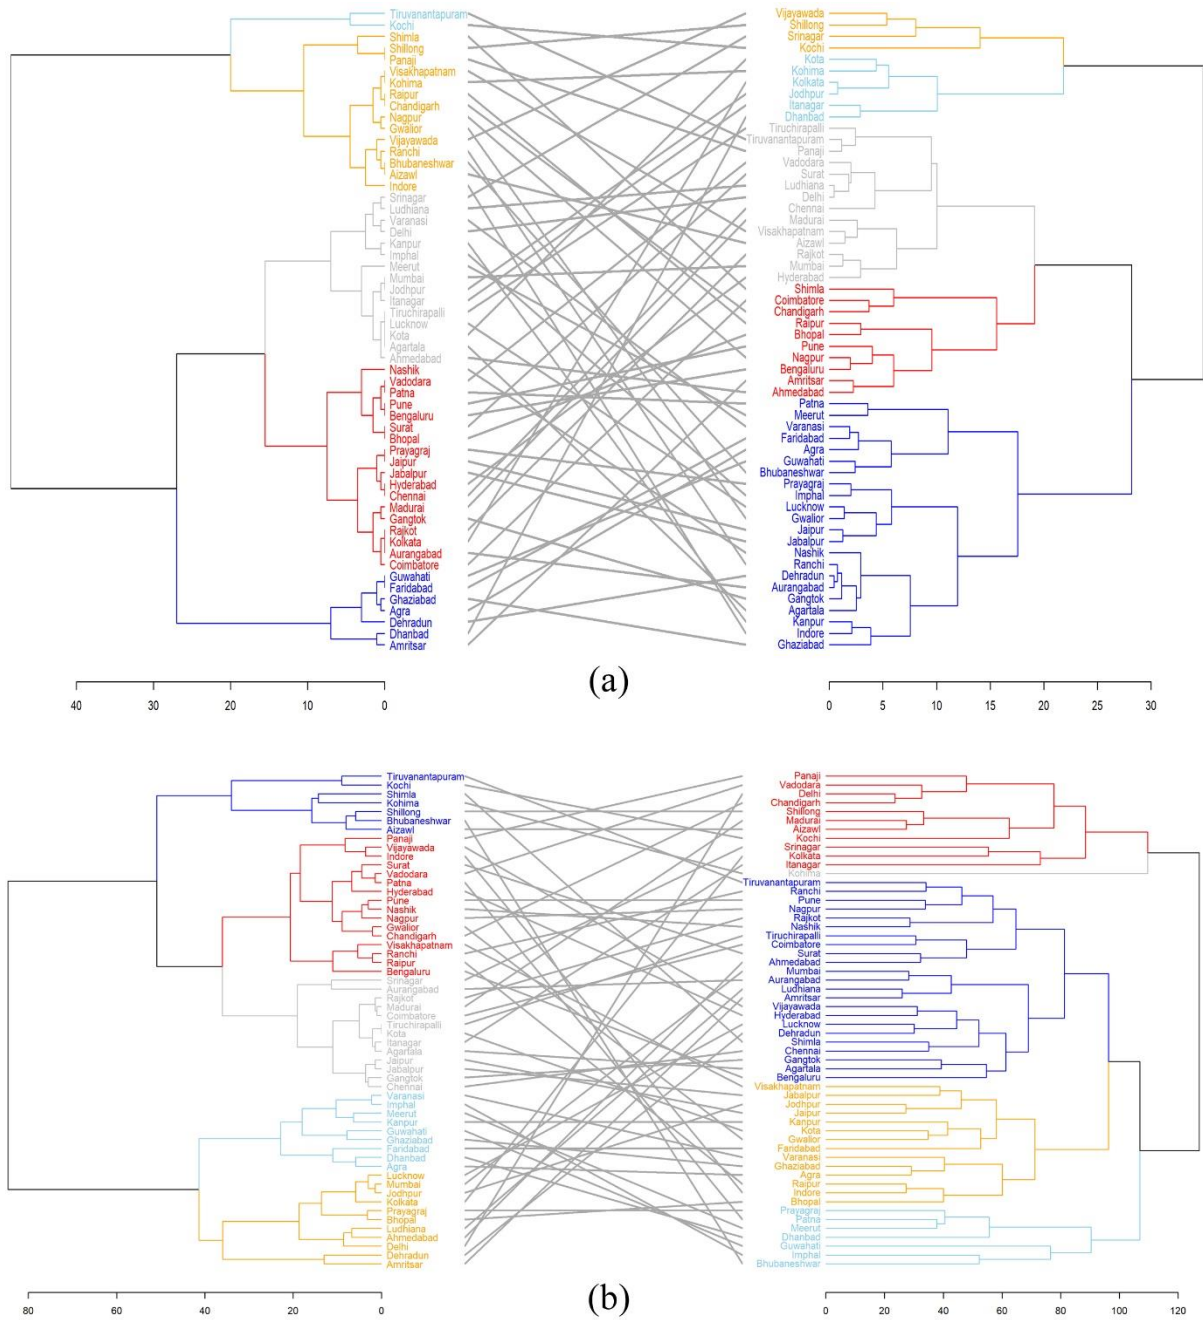 Tiruvanantapuram
Kochi
Shimla
Shillong
Panaji
Visakhapatnam
Kohima
Raipur
Chandigarh
Nagpur
Gwalior
Vijayawada
Ranchi
Bhubaneshwar
Aizawl
Indore
Srinagar
Ludhiana
Varanasi
Delhi
Kanpur
Imphal
Meerut
Mumbai
Jodhpur
Itanagar
Tiruchirapalli
Lucknow
Kota
Agartala
Ahmedabad
Nashik
Vadodara
Patna
Pune
Bengaluru
Surat
Bhopal
Prayagraj
Jaipur
Jabalpur
Hyderabad
Chennai
Madurai
Gangtok
Rajkot
Kolkata
Aurangabad
Coimbatore
Guwahati
Faridabad
Ghaziabad
Agra
Dehradun
Dhanbad
Amritsar
40 30 20 10 0
Vijayawada
Shillong
Srinagar
Kochi
Kota
Kohima
Kolkata
Jodhpur
Itanagar
Dhanbad
Tiruchirapalli
Tiruvanantapuram
Panaji
Vadodara
Surat
Ludhiana
Delhi
Chennai
Madurai
Visakhapatnam
Aizawl
Rajkot
Mumbai
Hyderabad
Shimla
Coimbatore
Chandigarh
Raipur
Bhopal
Pune
Nagpur
Bengaluru
Amritsar
Ahmedabad
Patna
Meerut
Varanasi
Faridabad
Agra
Guwahati
Bhubaneshwar
Prayagraj
Imphal
Lucknow
Gwalior
Jaipur
Jabalpur
Nashik
Ranchi
Dehradun
Aurangabad
Gangtok
Agartala
Kanpur
Indore
Ghaziabad
0 5 10 15 20 25 30
(a)
Tiruvanantapuram
Kochi
Shimla
Kohima
Shillong
Bhubaneshwar
Aizawl
Panaji
Vijayawada
Indore
Surat
Vadodara
Patna
Hyderabad
Pune
Nashik
Nagpur
Gwalior
Chandigarh
Visakhapatnam
Ranchi
Raipur
Bengaluru
Srinagar
Aurangabad
Rajkot
Madurai
Coimbatore
Tiruchirapalli
Kota
Itanagar
Agartala
Jaipur
Jabalpur
Gangtok
Chennai
Varanasi
Imphal
Meerut
Kanpur
Guwahati
Ghaziabad
Faridabad
Dhanbad
Agra
Lucknow
Mumbai
Jodhpur
Kolkata
Prayagraj
Bhopal
Ludhiana
Ahmedabad
Delhi
Dehradun
Amritsar
80 60 40 20 0
Panaji
Vadodara
Delhi
Chandigarh
Shillong
Madurai
Aizawl
Kochi
Srinagar
Kolkata
Itanagar
Kohima
Tiruvanantapuram
Ranchi
Pune
Nagpur
Rajkot
Nashik
Tiruchirapalli
Coimbatore
Surat
Ahmedabad
Mumbai
Aurangabad
Ludhiana
Amritsar
Vijayawada
Hyderabad
Lucknow
Dehradun
Shimla
Chennai
Gangtok
Agartala
Bengaluru
Visakhapatnam
Jabalpur
Jodhpur
Jaipur
Kanpur
Kota
Gwalior
Faridabad
Varanasi
Ghaziabad
Agra
Raipur
Indore
Bhopal
Prayagraj
Patna
Meerut
Dhanbad
Guwahati
Imphal
Bhubaneshwar
0 20 40 60 80 100 120
(b)